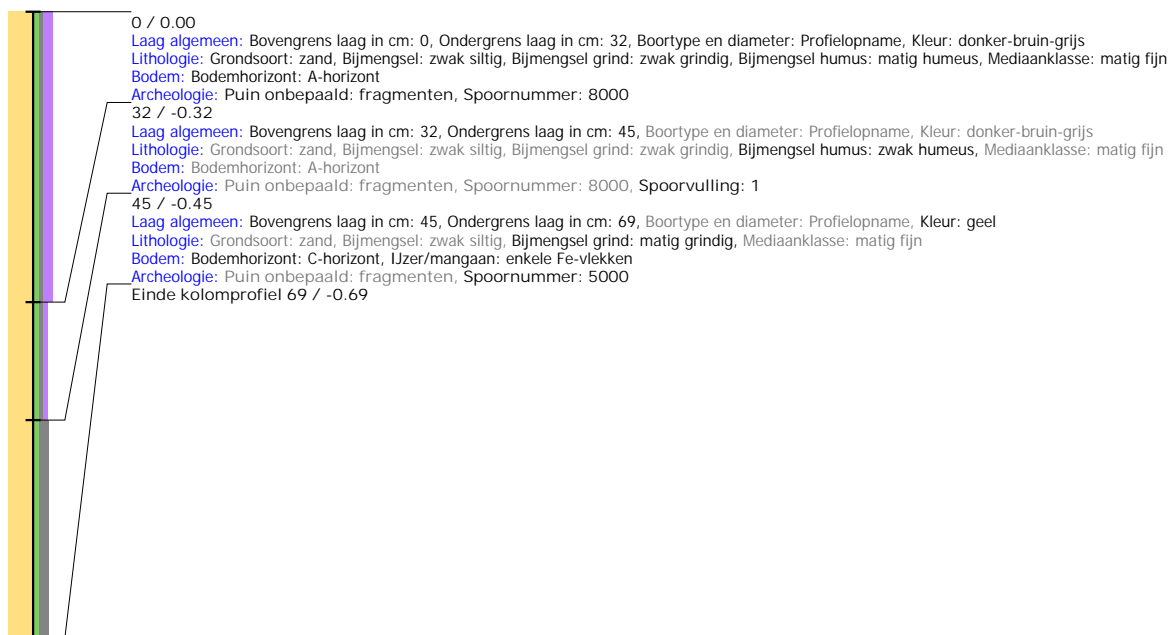 0 / 0.00
Laag algemeen: Bovengrens laag in cm: 0, Ondergrens laag in cm: 32, Boortype en diameter: Profielopname, Kleur: donker-bruin-grijs
Lithologie: Grondsoort: zand, Bijmengsel: zwak siltig, Bijmengsel grind: zwak grindig, Bijmengsel humus: matig humeus, Mediaanklasse: matig fijn
Bodem: Bodemhorizont: A-horizont
Archeologie: Puin onbepaald: fragmenten, Spoornummer: 8000
32 / -0.32
Laag algemeen: Bovengrens laag in cm: 32, Ondergrens laag in cm: 45, Boortype en diameter: Profielopname, Kleur: donker-bruin-grijs
Lithologie: Grondsoort: zand, Bijmengsel: zwak siltig, Bijmengsel grind: zwak grindig, Bijmengsel humus: zwak humeus, Mediaanklasse: matig fijn
Bodem: Bodemhorizont: A-horizont
Archeologie: Puin onbepaald: fragmenten, Spoornummer: 8000, Spoorvulling: 1
45 / -0.45
Laag algemeen: Bovengrens laag in cm: 45, Ondergrens laag in cm: 69, Boortype en diameter: Profielopname, Kleur: geel
Lithologie: Grondsoort: zand, Bijmengsel: zwak siltig, Bijmengsel grind: matig grindig, Mediaanklasse: matig fijn
Bodem: Bodemhorizont: C-horizont, IJzer/mangaan: enkele Fe-vlekken
Archeologie: Puin onbepaald: fragmenten, Spoornummer: 5000
Einde kolomprofiel 69 / -0.69